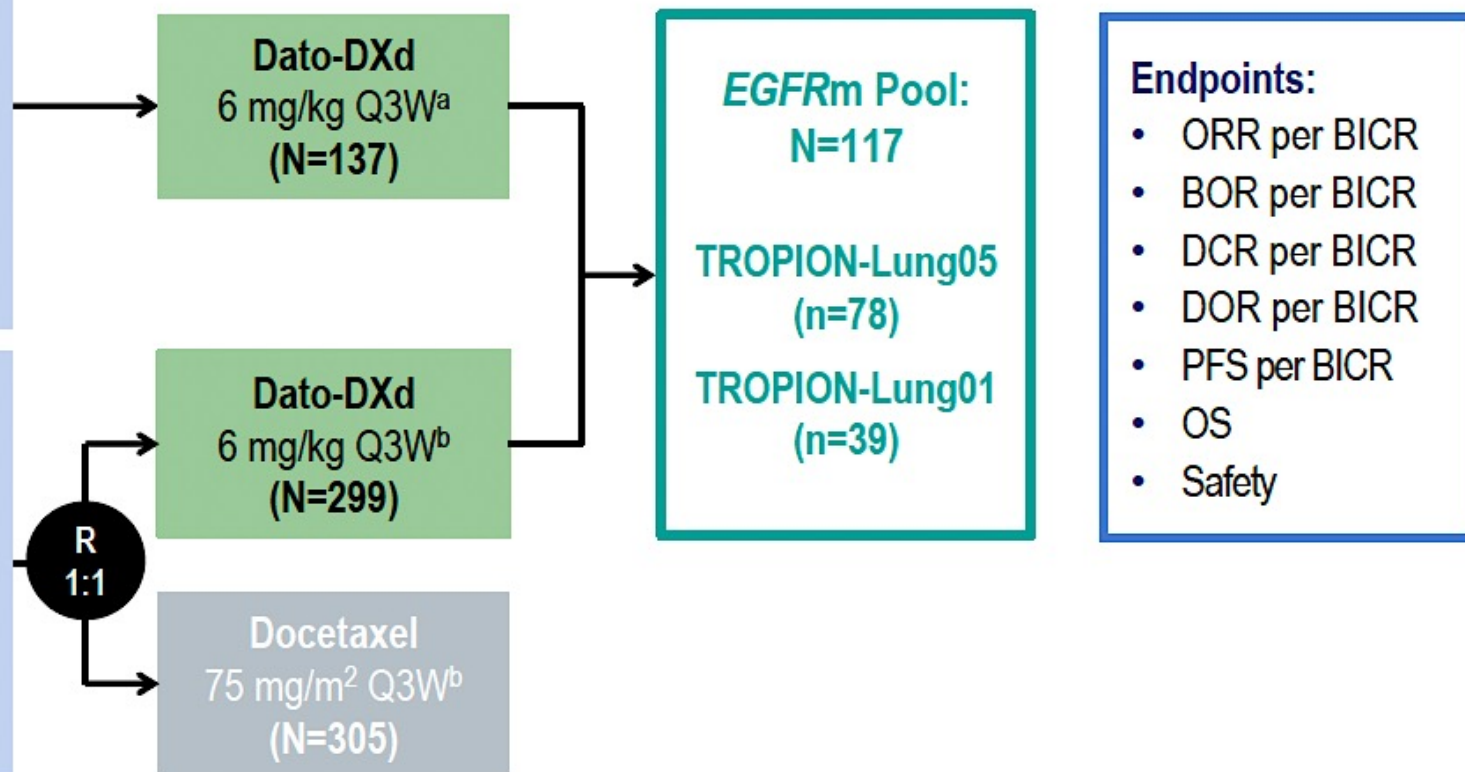 Dato-DXd
6 mg/kg Q3Wᵃ
(N=137)
Dato-DXd
6 mg/kg Q3Wᵇ
(N=299)
R
1:1
Docetaxel
75 mg/m² Q3Wᵇ
(N=305)
EGFRm Pool:
N=117
TROPION-Lung05
(n=78)
TROPION-Lung01
(n=39)
Endpoints:
• ORR per BICR
• BOR per BICR
• DCR per BICR
• DOR per BICR
• PFS per BICR
• OS
• Safety